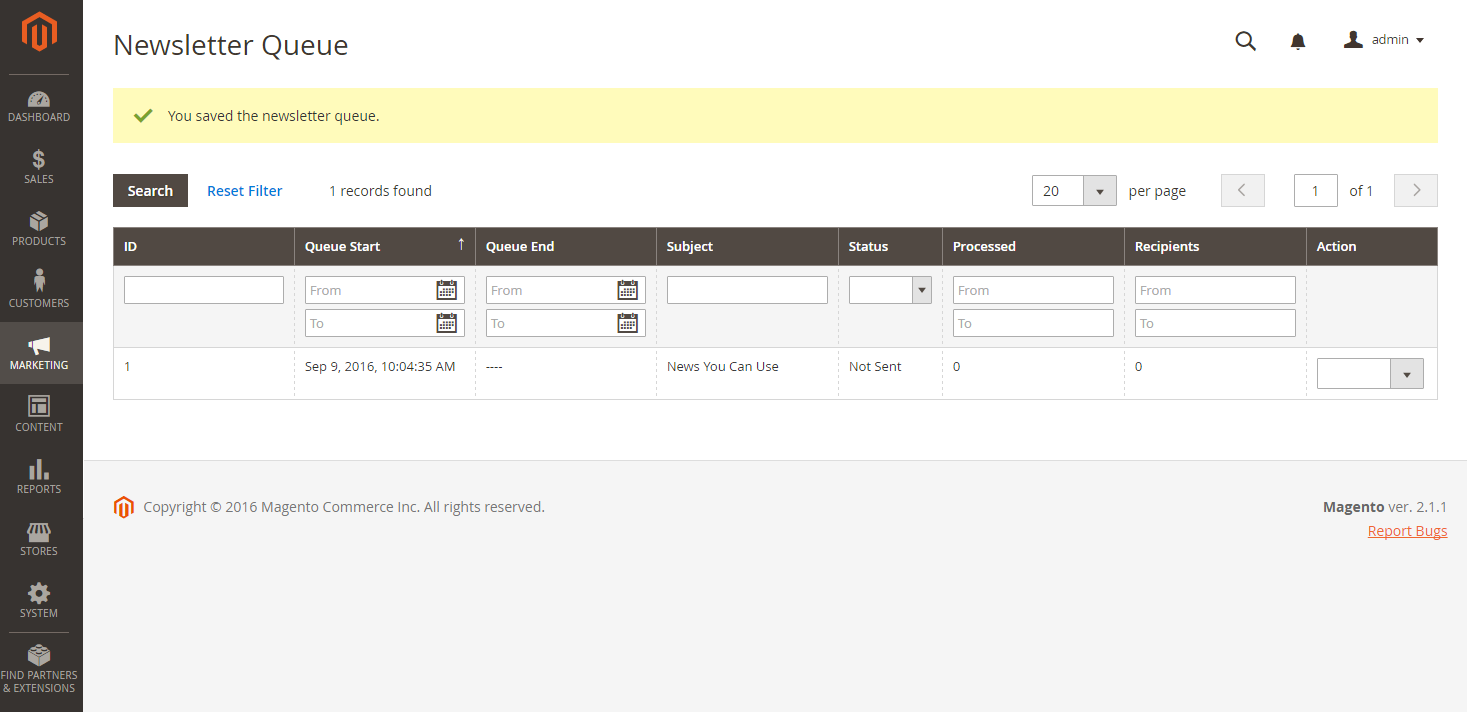 Newsletter Queue
admin
You saved the newsletter queue.
Search Reset Filter 1 records found 20 per page 1 of 1
ID Queue Start ↑ Queue End Subject Status Processed Recipients Action
From From From From
To To To To
1 Sep 9, 2016, 10:04:35 AM ---- News You Can Use Not Sent 0 0
DASHBOARD
SALES
PRODUCTS
CUSTOMERS
MARKETING
CONTENT
REPORTS
STORES
SYSTEM
FIND PARTNERS
& EXTENSIONS
Copyright © 2016 Magento Commerce Inc. All rights reserved.
Magento ver. 2.1.1
Report Bugs